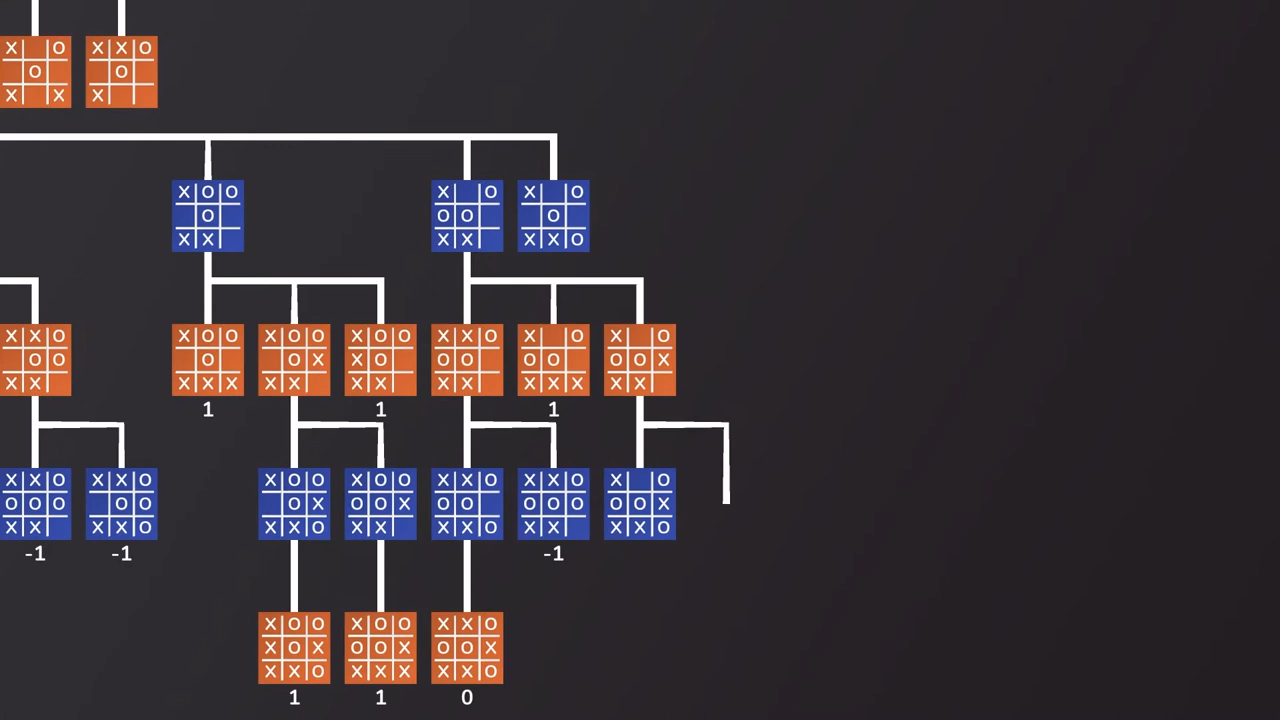 X O X X O
O O
X X X
X O O X O X O
O O O O
X X X X X X O
X X O X O O X O O X O O X X O X O X O
O O O O X X O O O O O O O X
X X X X X X X X X X X X X X X X
1 1 1
X X O X X O X O O X O O X X O X X O X O
O O O O O O X O O X O O O O O O O X
X X X X O X X O X X X X O X X X X O
-1 -1 -1
X O O X O O X X O
X O X O O X O O X
X X O X X X X X O
1 1 0